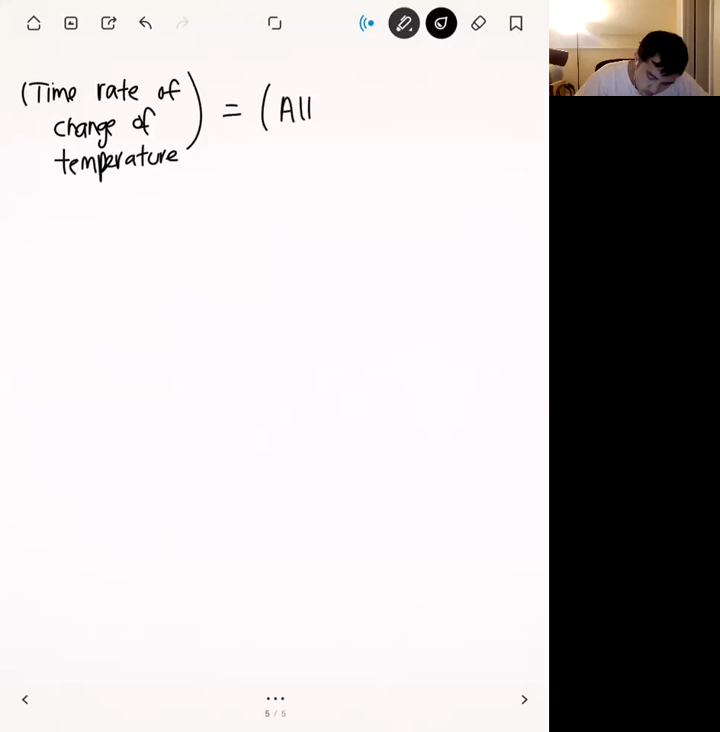 (Time rate of
change of
temperature) = (All
5 / 5